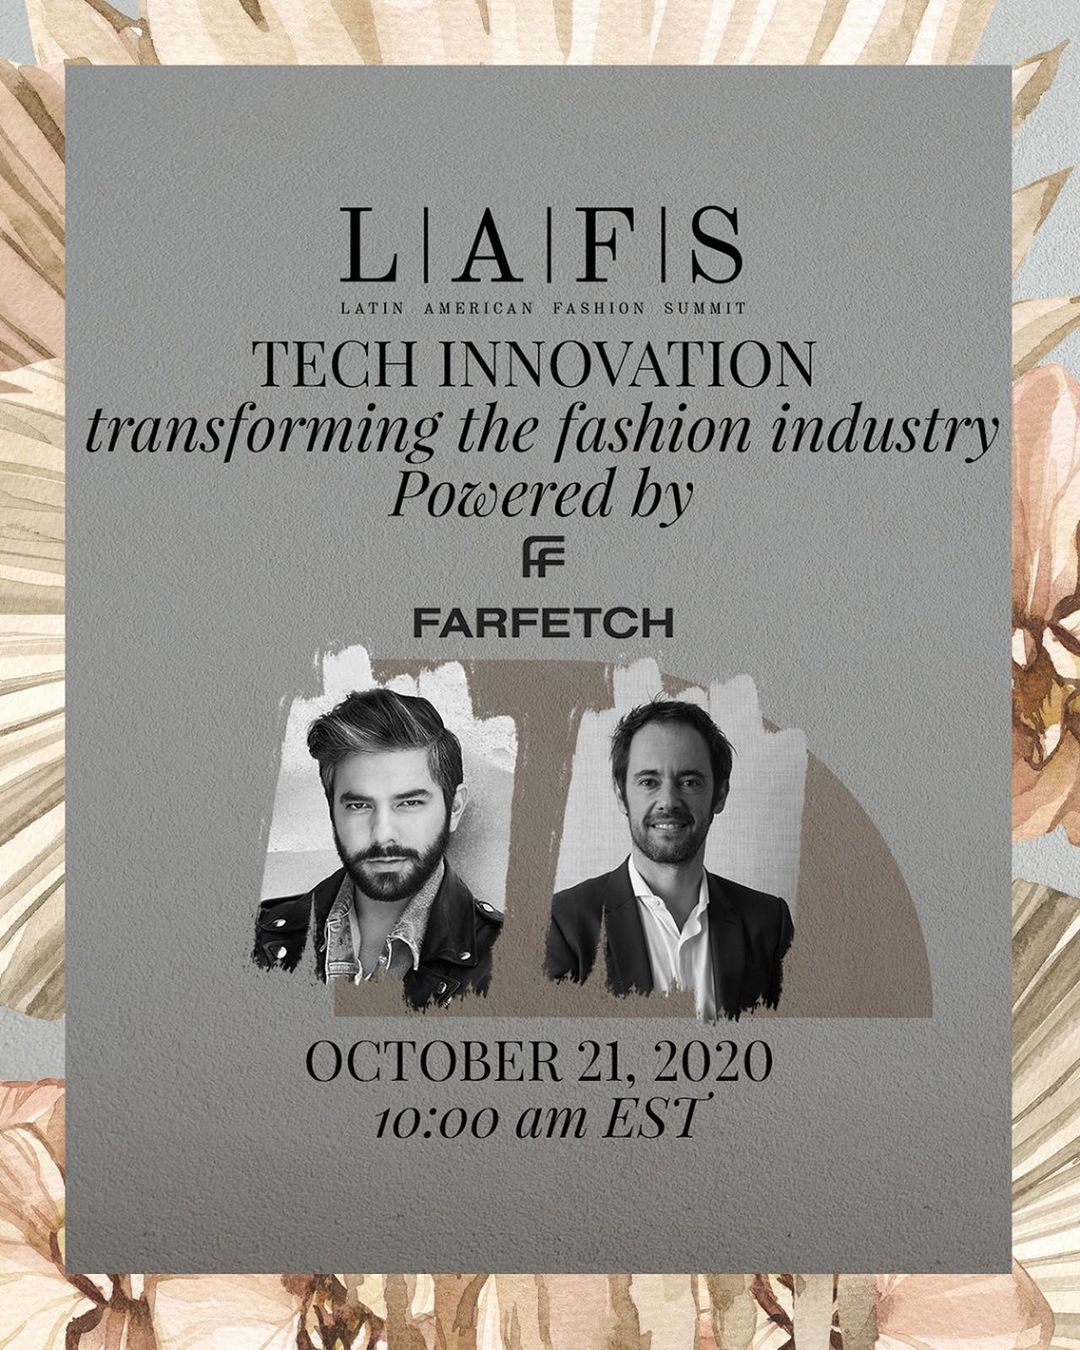 L|A|F|S
LATIN AMERICAN FASHION SUMMIT
TECH INNOVATION
transforming the fashion industry
Powered by
FF
FARFETCH
OCTOBER 21, 2020
10:00 am EST